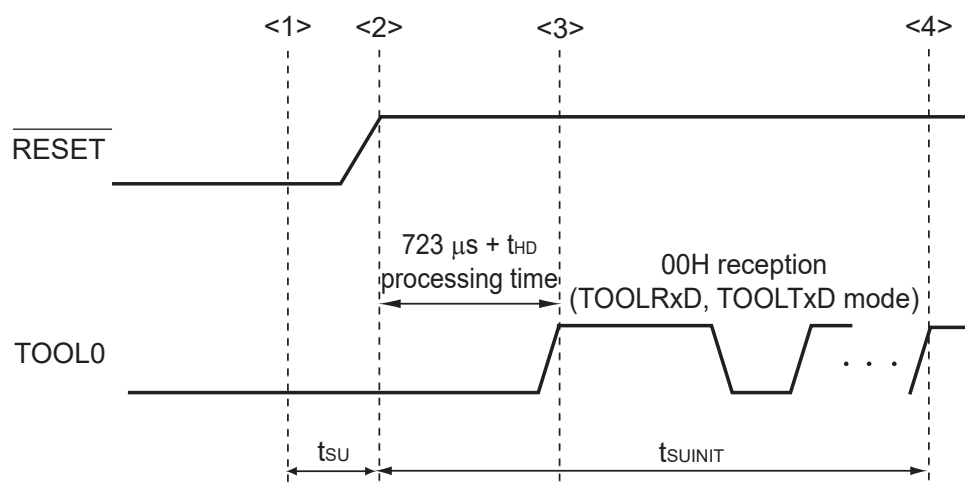 <1> <2> <3> <4>
RESET
723 μs + tHD
processing time
00H reception
(TOOLRxD, TOOLTxD mode)
TOOL0
. . .
tSU
tSUINIT